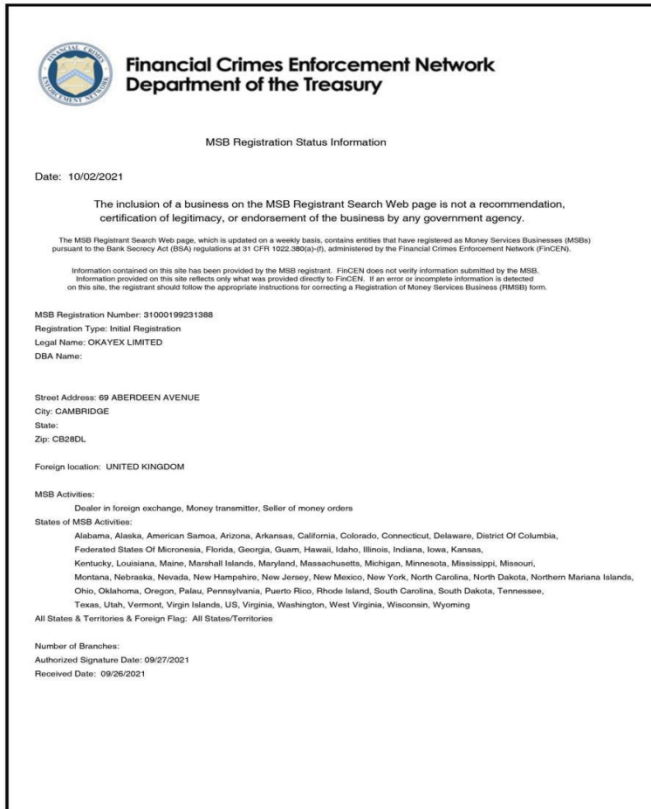 FINANCIAL CRIMES
ENFORCEMENT NETWORK
Financial Crimes Enforcement Network
Department of the Treasury
MSB Registration Status Information
Date: 10/02/2021
The inclusion of a business on the MSB Registrant Search Web page is not a recommendation,
certification of legitimacy, or endorsement of the business by any government agency.
The MSB Registrant Search Web page, which is updated on a weekly basis, contains entities that have registered as Money Services Businesses (MSBs)
pursuant to the Bank Secrecy Act (BSA) regulations at 31 CFR 1022.380(a)-(f), administered by the Financial Crimes Enforcement Network (FinCEN).
Information contained on this site has been provided by the MSB registrant. FinCEN does not verify information submitted by the MSB.
Information provided on this site reflects only what was provided directly to FinCEN. If an error or incomplete information is detected
on this site, the registrant should follow the appropriate instructions for correcting a Registration of Money Services Business (RMSB) form.
MSB Registration Number: 31000199231388
Registration Type: Initial Registration
Legal Name: OKAYEX LIMITED
DBA Name:
Street Address: 69 ABERDEEN AVENUE
City: CAMBRIDGE
State:
Zip: CB28DL
Foreign location: UNITED KINGDOM
MSB Activities:
Dealer in foreign exchange, Money transmitter, Seller of money orders
States of MSB Activities:
Alabama, Alaska, American Samoa, Arizona, Arkansas, California, Colorado, Connecticut, Delaware, District Of Columbia,
Federated States Of Micronesia, Florida, Georgia, Guam, Hawaii, Idaho, Illinois, Indiana, Iowa, Kansas,
Kentucky, Louisiana, Maine, Marshall Islands, Maryland, Massachusetts, Michigan, Minnesota, Mississippi, Missouri,
Montana, Nebraska, Nevada, New Hampshire, New Jersey, New Mexico, New York, North Carolina, North Dakota, Northern Mariana Islands,
Ohio, Oklahoma, Oregon, Palau, Pennsylvania, Puerto Rico, Rhode Island, South Carolina, South Dakota, Tennessee,
Texas, Utah, Vermont, Virgin Islands, US, Virginia, Washington, West Virginia, Wisconsin, Wyoming
All States & Territories & Foreign Flag: All States/Territories
Number of Branches:
Authorized Signature Date: 09/27/2021
Received Date: 09/26/2021